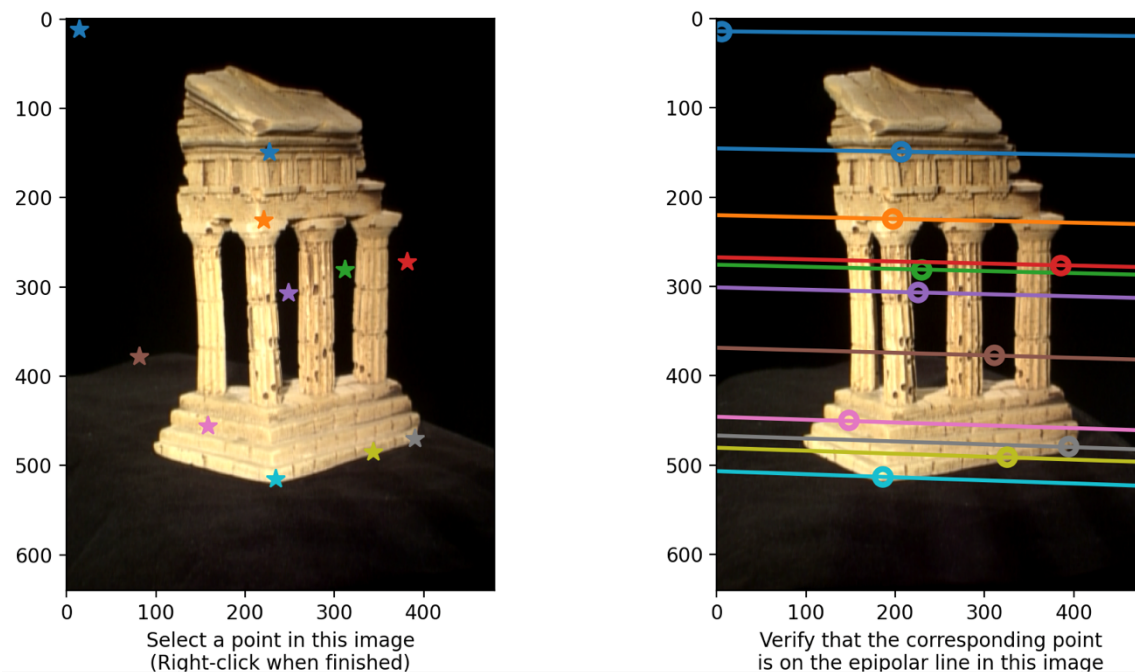 0
100
200
300
400
500
600
0 100 200 300 400
Select a point in this image
(Right-click when finished)
0
100
200
300
400
500
600
0 100 200 300 400
Verify that the corresponding point
is on the epipolar line in this image